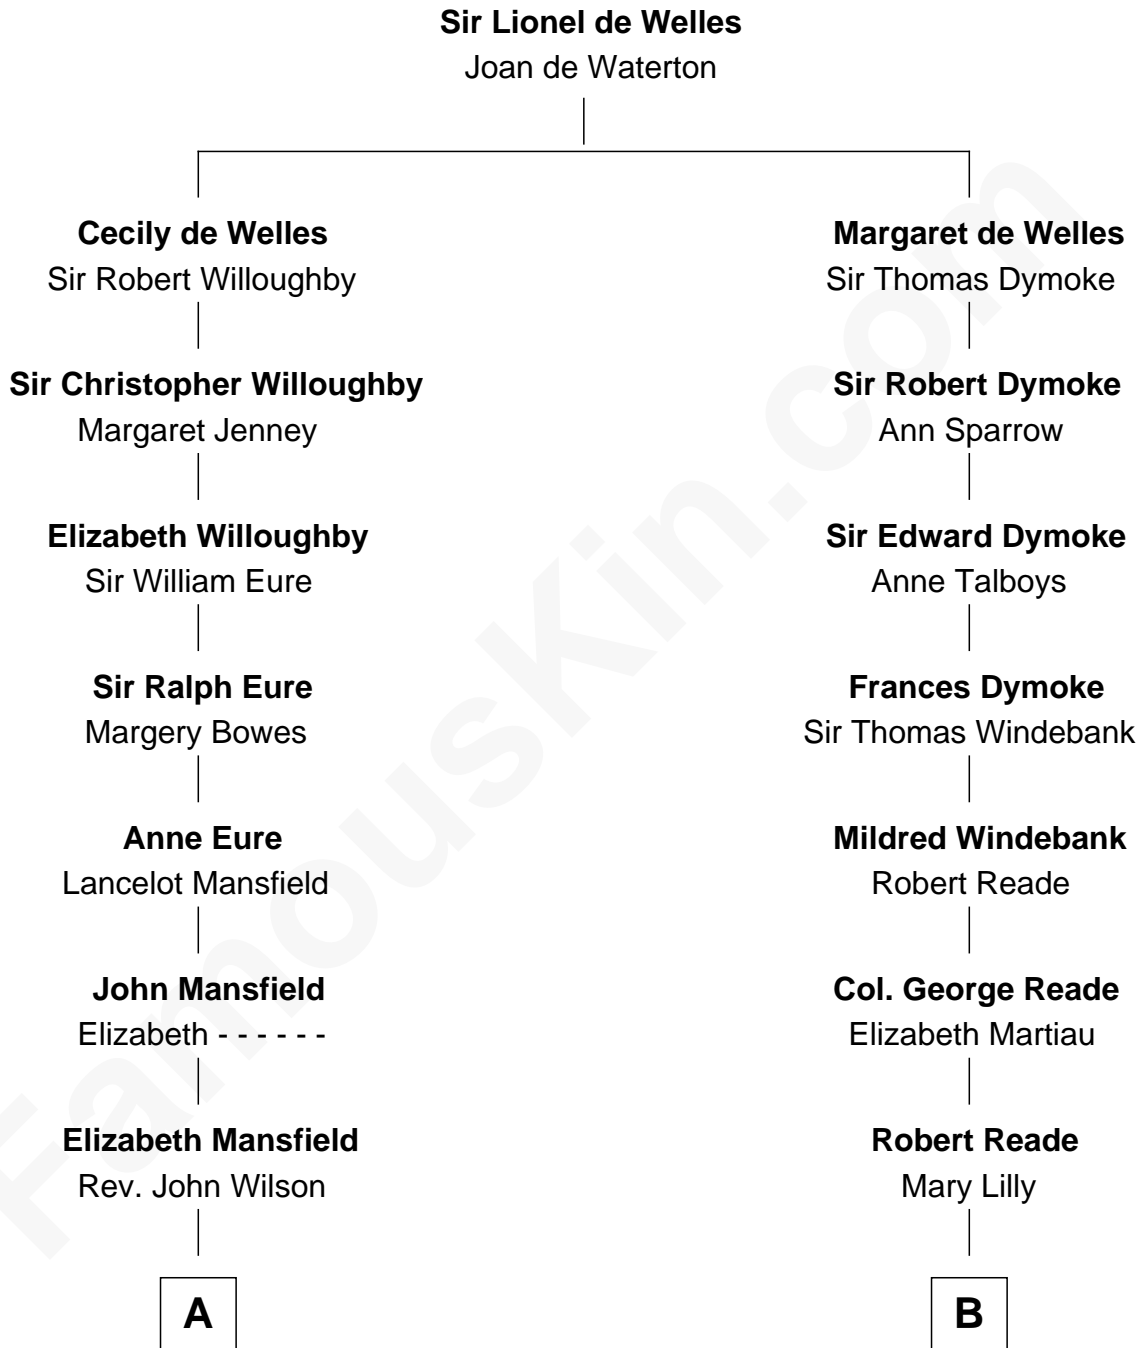 Sir Lionel de Welles
Joan de Waterton
Cecily de Welles
Sir Robert Willoughby
Margaret de Welles
Sir Thomas Dymoke
Sir Christopher Willoughby
Margaret Jenney
Sir Robert Dymoke
Ann Sparrow
Elizabeth Willoughby
Sir William Eure
Sir Edward Dymoke
Anne Talboys
Sir Ralph Eure
Margery Bowes
Frances Dymoke
Sir Thomas Windebank
Anne Eure
Lancelot Mansfield
Mildred Windebank
Robert Reade
John Mansfield
Elizabeth - - - - - -
Col. George Reade
Elizabeth Martiau
Elizabeth Mansfield
Rev. John Wilson
Robert Reade
Mary Lilly
A
B
FamousKin.com